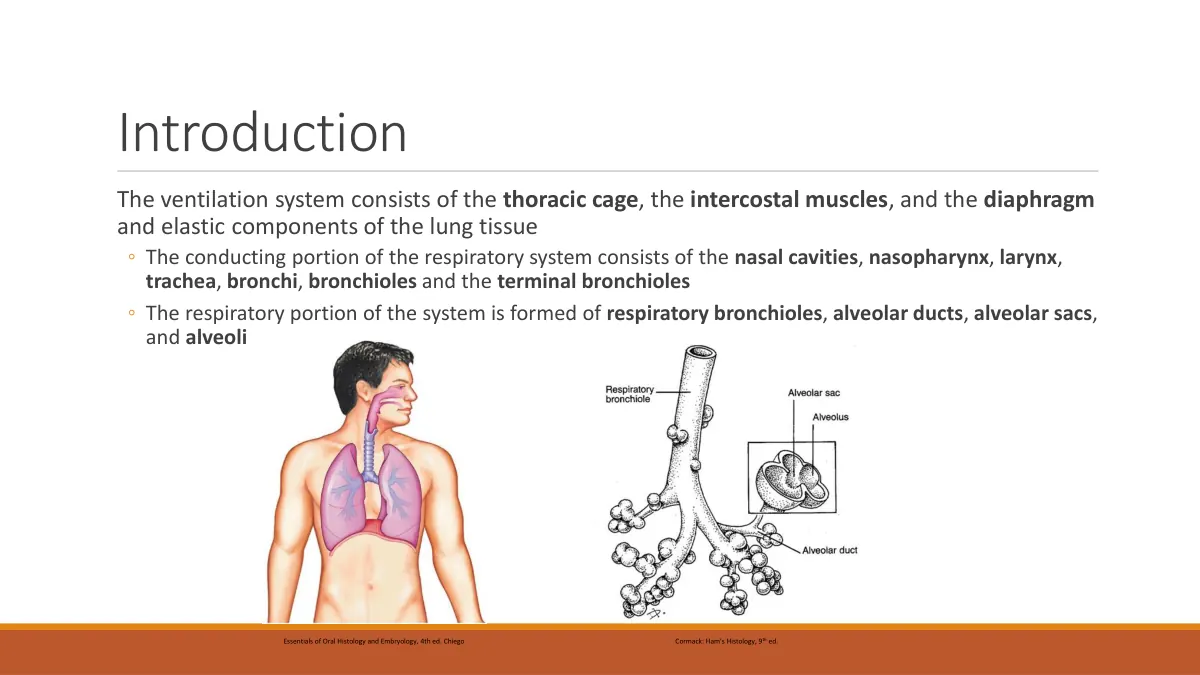 Introduction
The ventilation system consists of the thoracic cage, the intercostal muscles, and the diaphragm
and elastic components of the lung tissue
◦ The conducting portion of the respiratory system consists of the nasal cavities, nasopharynx, larynx,
trachea, bronchi, bronchioles and the terminal bronchioles
◦ The respiratory portion of the system is formed of respiratory bronchioles, alveolar ducts, alveolar sacs,
and alveoli
Respiratory
bronchiole
Alveolar sac
Alveolus
Alveolar duct
Essentials of Oral Histology and Embryology, 4th ed. Chiego
Cormack: Ham's Histology, 9th ed.